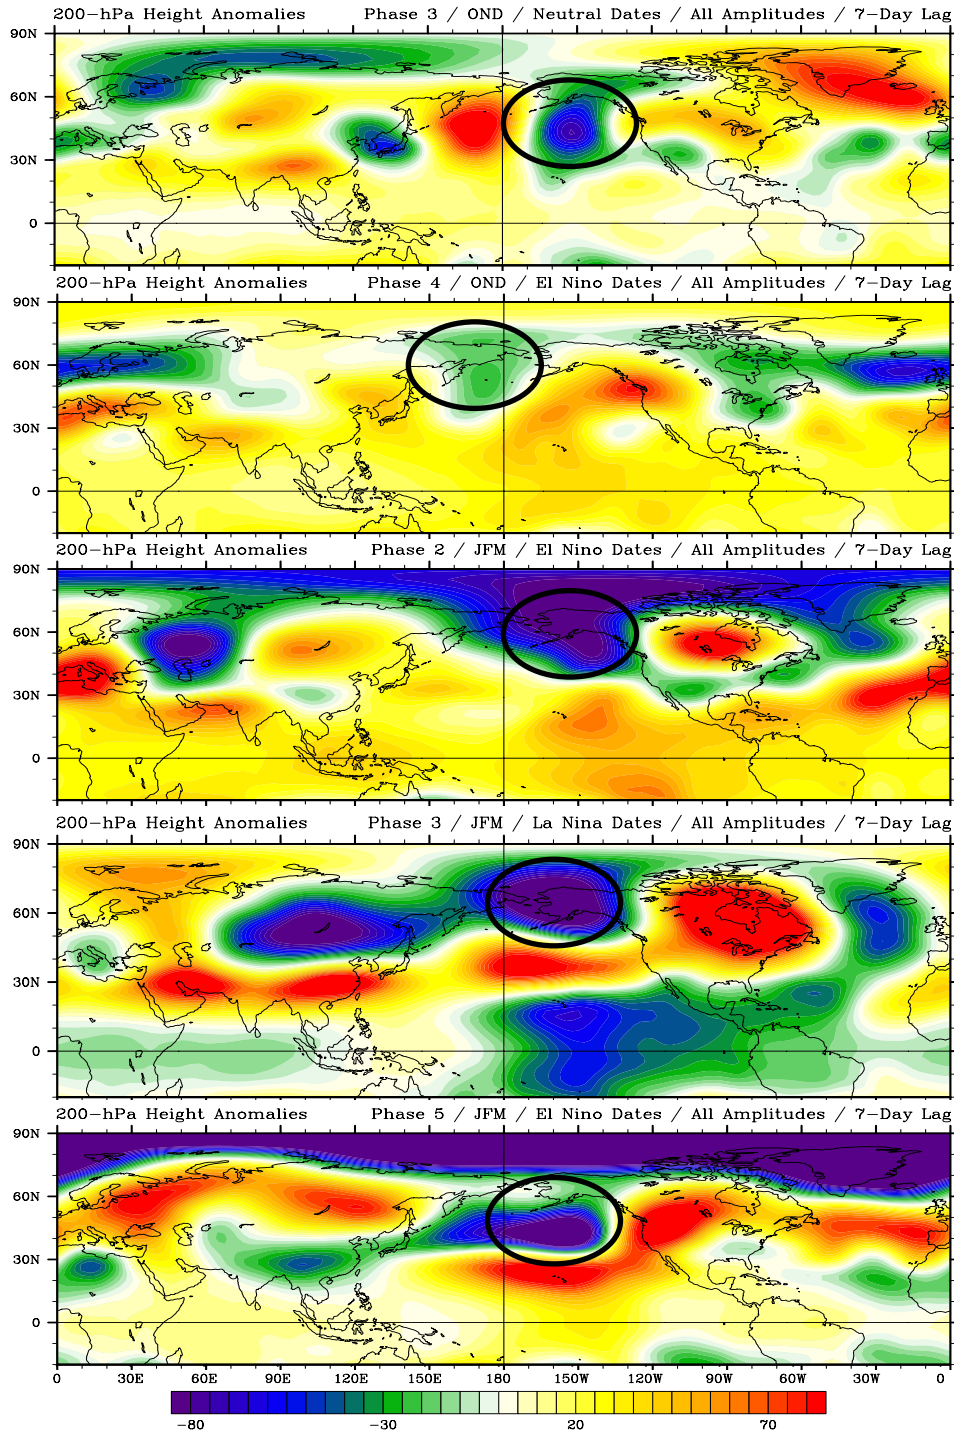 200-hPa Height Anomalies Phase 3 / OND / Neutral Dates / All Amplitudes / 7-Day Lag
90N
60N
30N
0
200-hPa Height Anomalies Phase 4 / OND / El Nino Dates / All Amplitudes / 7-Day Lag
90N
60N
30N
0
200-hPa Height Anomalies Phase 2 / JFM / El Nino Dates / All Amplitudes / 7-Day Lag
90N
60N
30N
0
200-hPa Height Anomalies Phase 3 / JFM / La Nina Dates / All Amplitudes / 7-Day Lag
90N
60N
30N
0
200-hPa Height Anomalies Phase 5 / JFM / El Nino Dates / All Amplitudes / 7-Day Lag
90N
60N
30N
0
0 30E 60E 90E 120E 150E 180 150W 120W 90W 60W 30W 0
-80 -30 20 70